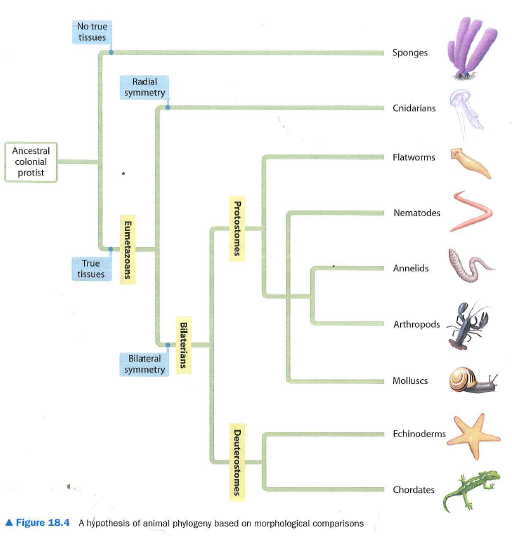 No true
tissues
Sponges
Radial
symmetry
Cnidarians
Ancestral
colonial
protist
Flatworms
Protostomes
Nematodes
Eumetazoans
True
tissues
Annelids
Bilaterians
Arthropods
Bilateral
symmetry
Molluscs
Deuterostomes
Echinoderms
Chordates
▲ Figure 18.4 A hypothesis of animal phylogeny based on morphological comparisons